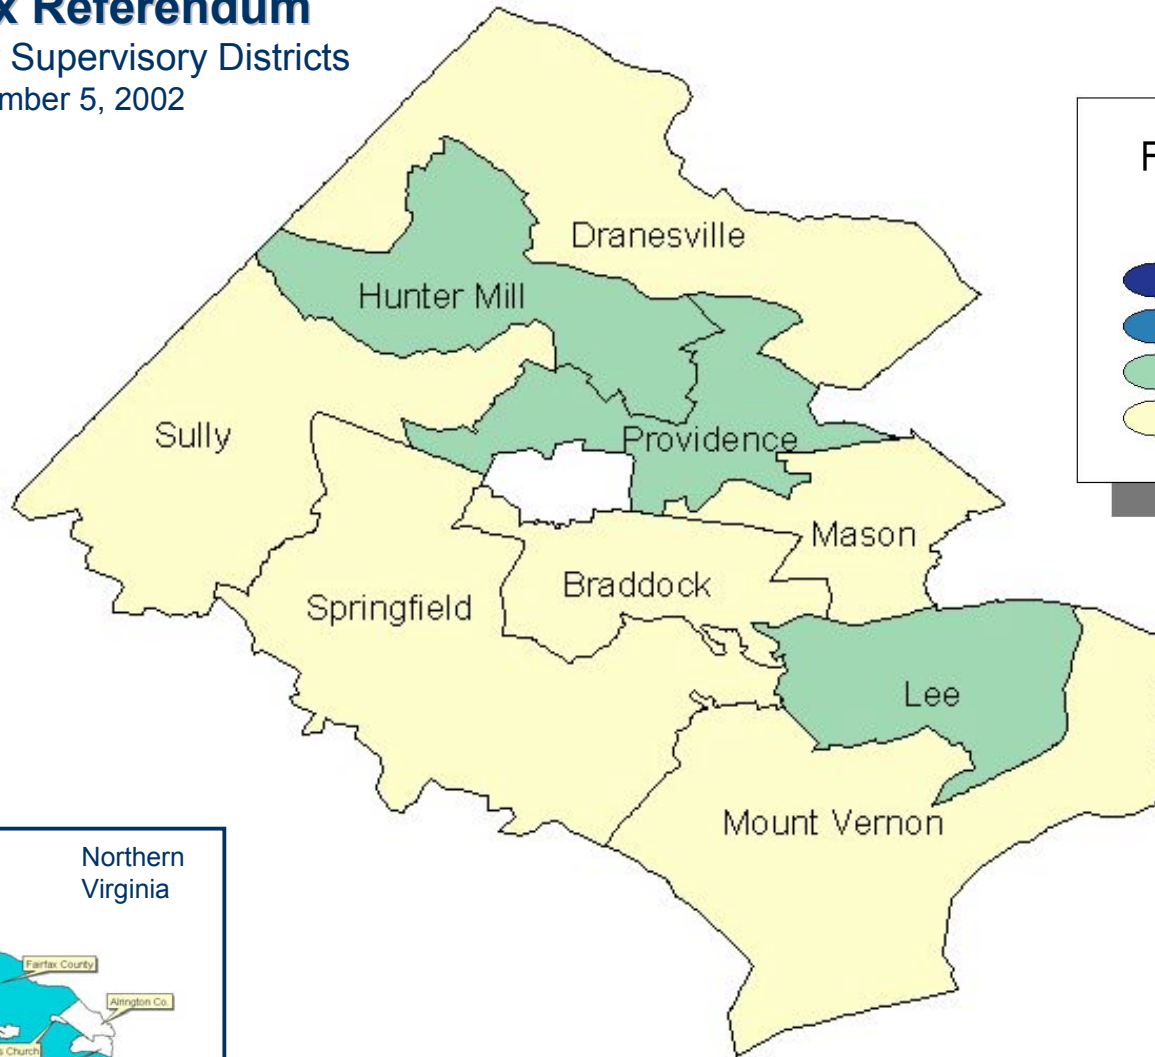 x Referendum
Supervisory Districts
mber 5, 2002
F
Dranesville
Hunter Mill
Sully
Providence
Mason
Braddock
Springfield
Lee
Mount Vernon
Northern
Virginia
Fairfax County
Arlington Co.
s Church